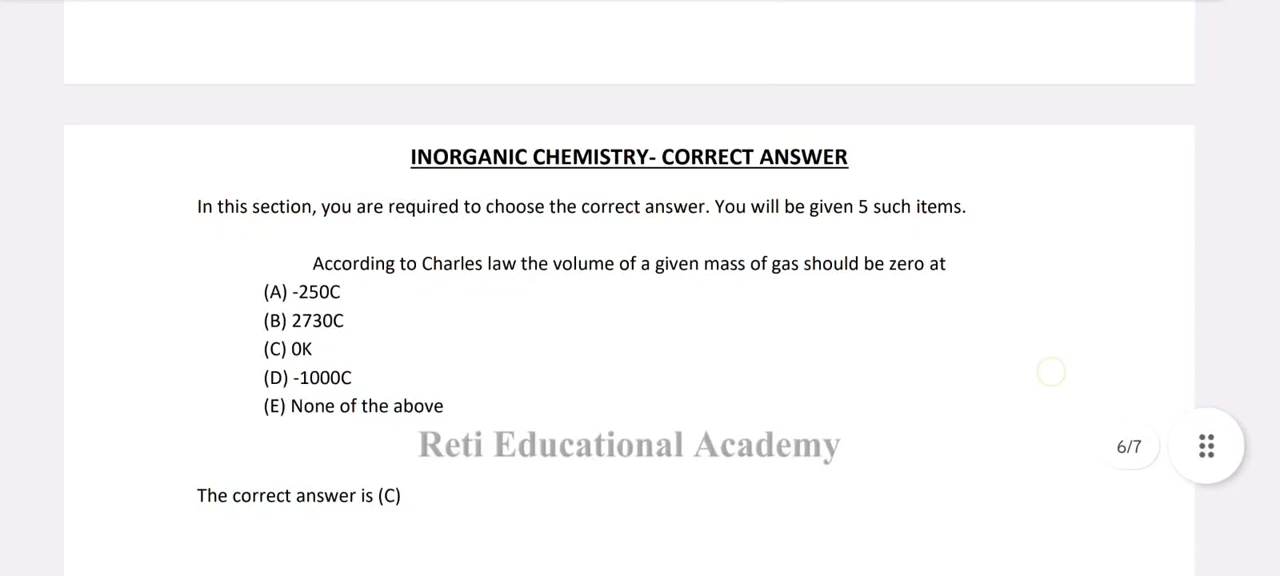 INORGANIC CHEMISTRY- CORRECT ANSWER
In this section, you are required to choose the correct answer. You will be given 5 such items.
According to Charles law the volume of a given mass of gas should be zero at
(A) -250C
(B) 2730C
(C) 0K
(D) -1000C
(E) None of the above
Reti Educational Academy
6/7
The correct answer is (C)